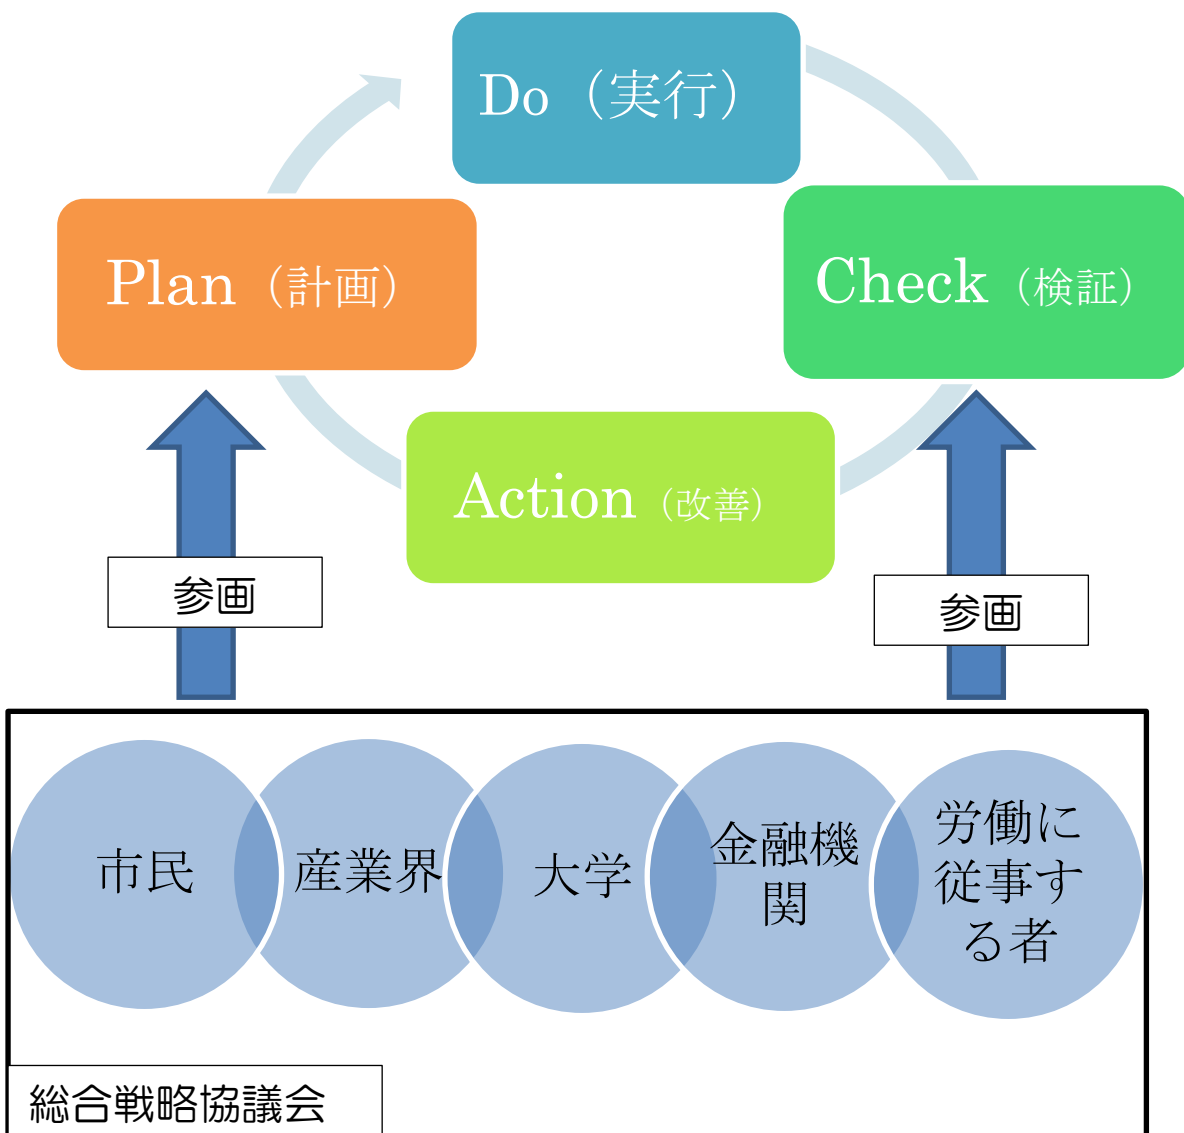 Do（実行）
Plan（計画）
Check（検証）
Action（改善）
参画
参画
市民
産業界
大学
金融機
関
労働に
従事す
る者
総合戦略協議会